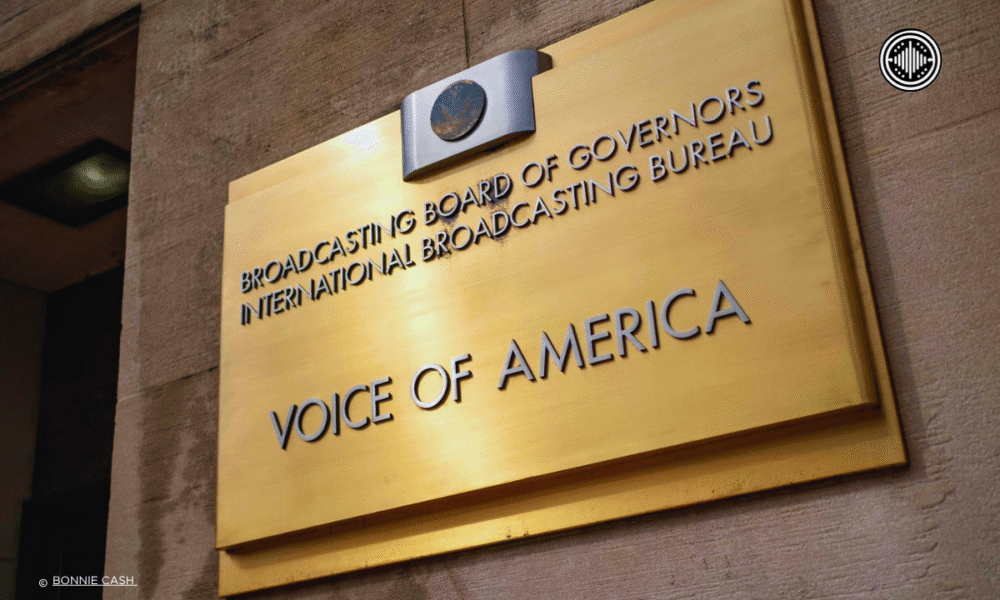 BROADCASTING BOARD OF GOVERNORS
INTERNATIONAL BROADCASTING BUREAU
VOICE OF AMERICA
© BONNIE CASH